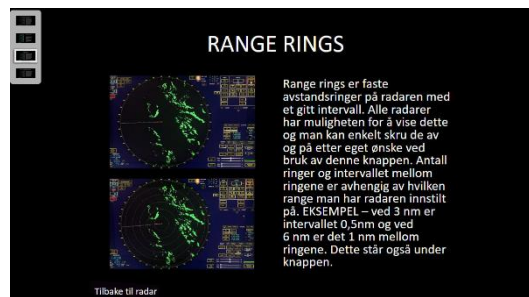 RANGE RINGS
Range rings er faste
avstandsringer på radaren med
et gitt intervall. Alle radarer
har muligheten for å vise dette
og man kan enkelt skru de av
og på etter eget ønske ved
bruk av denne knappen. Antall
ringer og intervallet mellom
ringene er avhengig av hvilken
range man har radaren innstilt
på. EKSEMPEL – ved 3 nm er
intervallet 0,5nm og ved
6 nm er det 1 nm mellom
ringene. Dette står også under
knappen.
Tilbake til radar